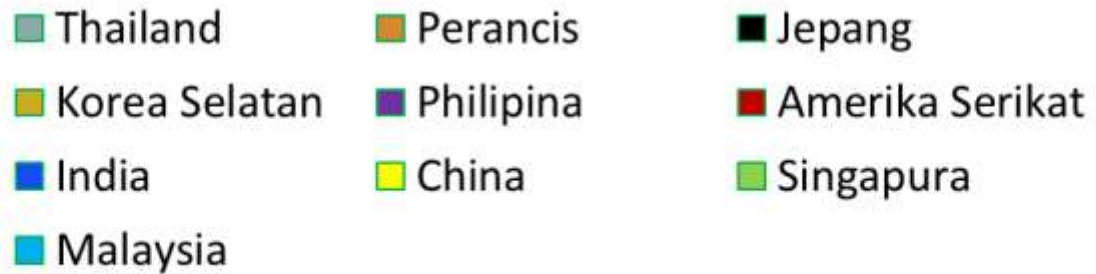 Thailand Perancis Jepang
Korea Selatan Philipina Amerika Serikat
India China Singapura
Malaysia